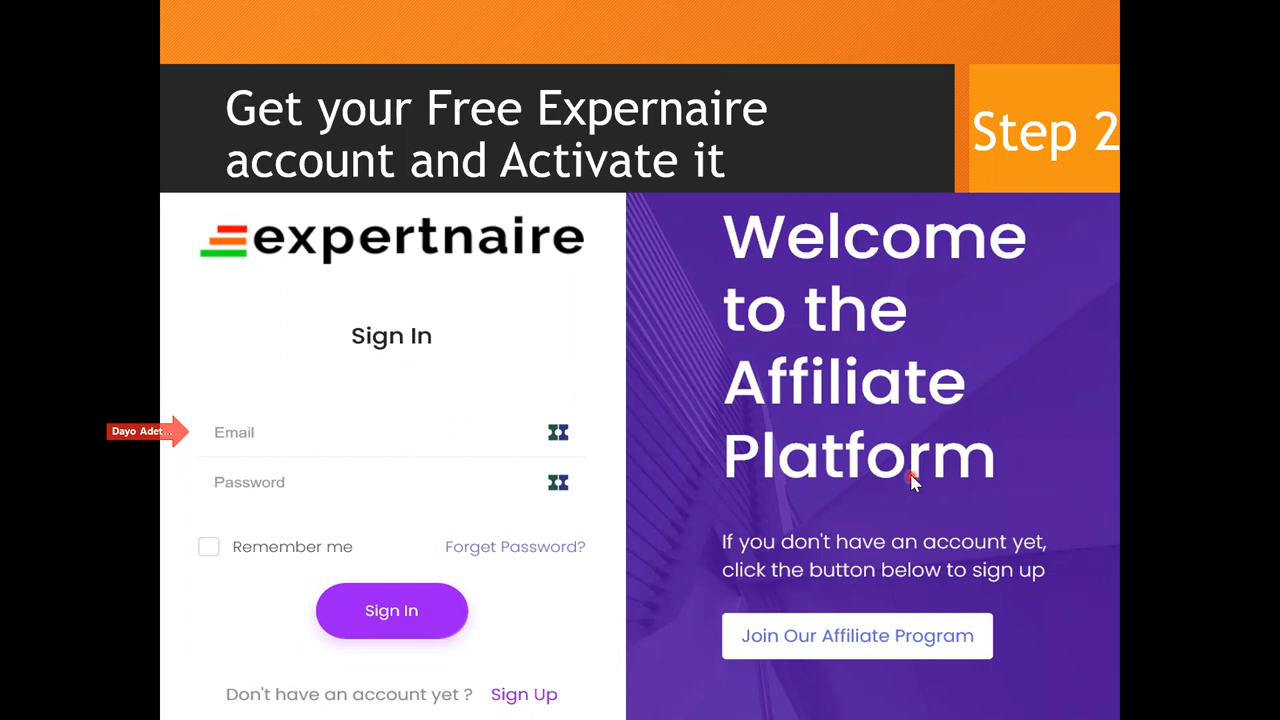 Get your Free Expernaire
account and Activate it
Step 2
expertnaire
Sign In
Dayo Adet...
Email
Password
Remember me
Forget Password?
Sign In
Don't have an account yet ?
Sign Up
Welcome
to the
Affiliate
Platform
If you don't have an account yet,
click the button below to sign up
Join Our Affiliate Program